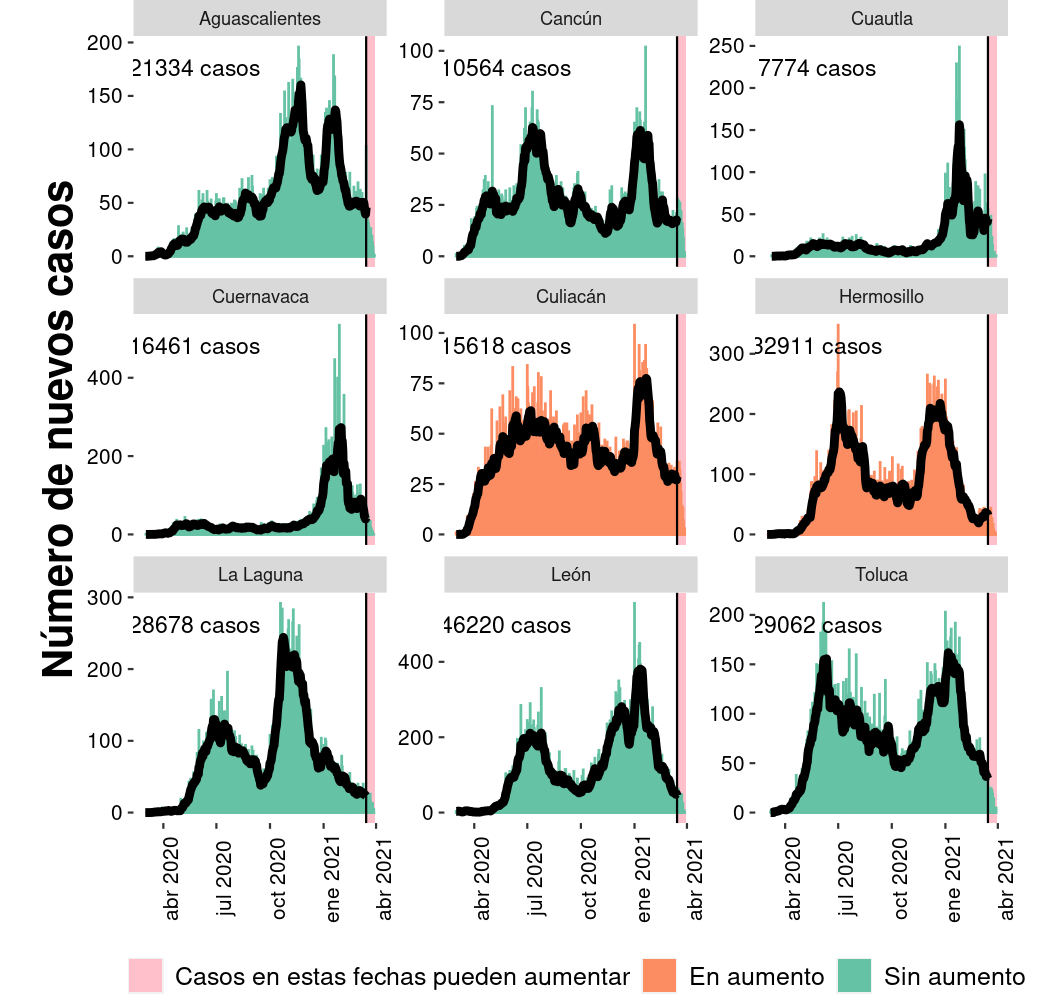 Número de nuevos casos
Aguascalientes
21334 casos
200
150
100
50
0
Cancún
10564 casos
100
75
50
25
0
Cuautla
7774 casos
250
200
150
100
50
0
Cuernavaca
16461 casos
400
200
0
Culiacán
15618 casos
100
75
50
25
0
Hermosillo
32911 casos
300
200
100
0
La Laguna
28678 casos
300
200
100
0
León
46220 casos
400
200
0
Toluca
29062 casos
200
150
100
50
0
abr 2020
jul 2020
oct 2020
ene 2021
abr 2021
abr 2020
jul 2020
oct 2020
ene 2021
abr 2021
abr 2020
jul 2020
oct 2020
ene 2021
abr 2021
Casos en estas fechas pueden aumentar
En aumento
Sin aumento